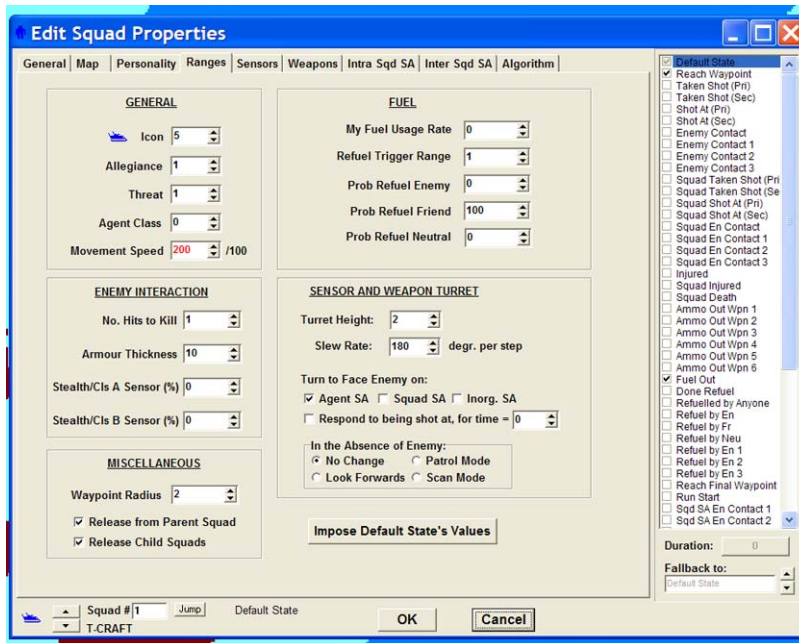 Edit Squad Properties
General Map Personality Ranges Sensors Weapons Intra Sqd SA Inter Sqd SA Algorithm
GENERAL
Icon 5
Allegiance 1
Threat 1
Agent Class 0
Movement Speed 200 /100
FUEL
My Fuel Usage Rate 0
Refuel Trigger Range 1
Prob Refuel Enemy 0
Prob Refuel Friend 100
Prob Refuel Neutral 0
ENEMY INTERACTION
No. Hits to Kill 1
Armour Thickness 10
Stealth/Cls A Sensor (%) 0
Stealth/Cls B Sensor (%) 0
SENSOR AND WEAPON TURRET
Turret Height: 2
Slew Rate: 180 degr. per step
Turn to Face Enemy on:
Agent SA Squad SA Inorg. SA
Respond to being shot at, for time = 0
In the Absence of Enemy:
No Change Patrol Mode
Look Forwards Scan Mode
MISCELLANEOUS
Waypoint Radius 2
Release from Parent Squad
Release Child Squads
Impose Default State's Values
Default State
Reach Waypoint
Taken Shot (Pri)
Taken Shot (Sec)
Shot At (Pri)
Shot At (Sec)
Enemy Contact
Enemy Contact 1
Enemy Contact 2
Enemy Contact 3
Squad Taken Shot (Pri
Squad Taken Shot (Se
Squad Shot At (Pri)
Squad Shot At (Sec)
Squad En Contact
Squad En Contact 1
Squad En Contact 2
Squad En Contact 3
Injured
Squad Injured
Squad Death
Ammo Out Wpn 1
Ammo Out Wpn 2
Ammo Out Wpn 3
Ammo Out Wpn 4
Ammo Out Wpn 5
Ammo Out Wpn 6
Fuel Out
Done Refuel
Refuelled by Anyone
Refuel by En
Refuel by Fr
Refuel by Neu
Refuel by En 1
Refuel by En 2
Refuel by En 3
Reach Final Waypoint
Run Start
Sqd SA En Contact 1
Sqd SA En Contact 2
Duration: 0
Fallback to:
Default State
Squad # 1 Jump Default State
T-CRAFT
OK Cancel